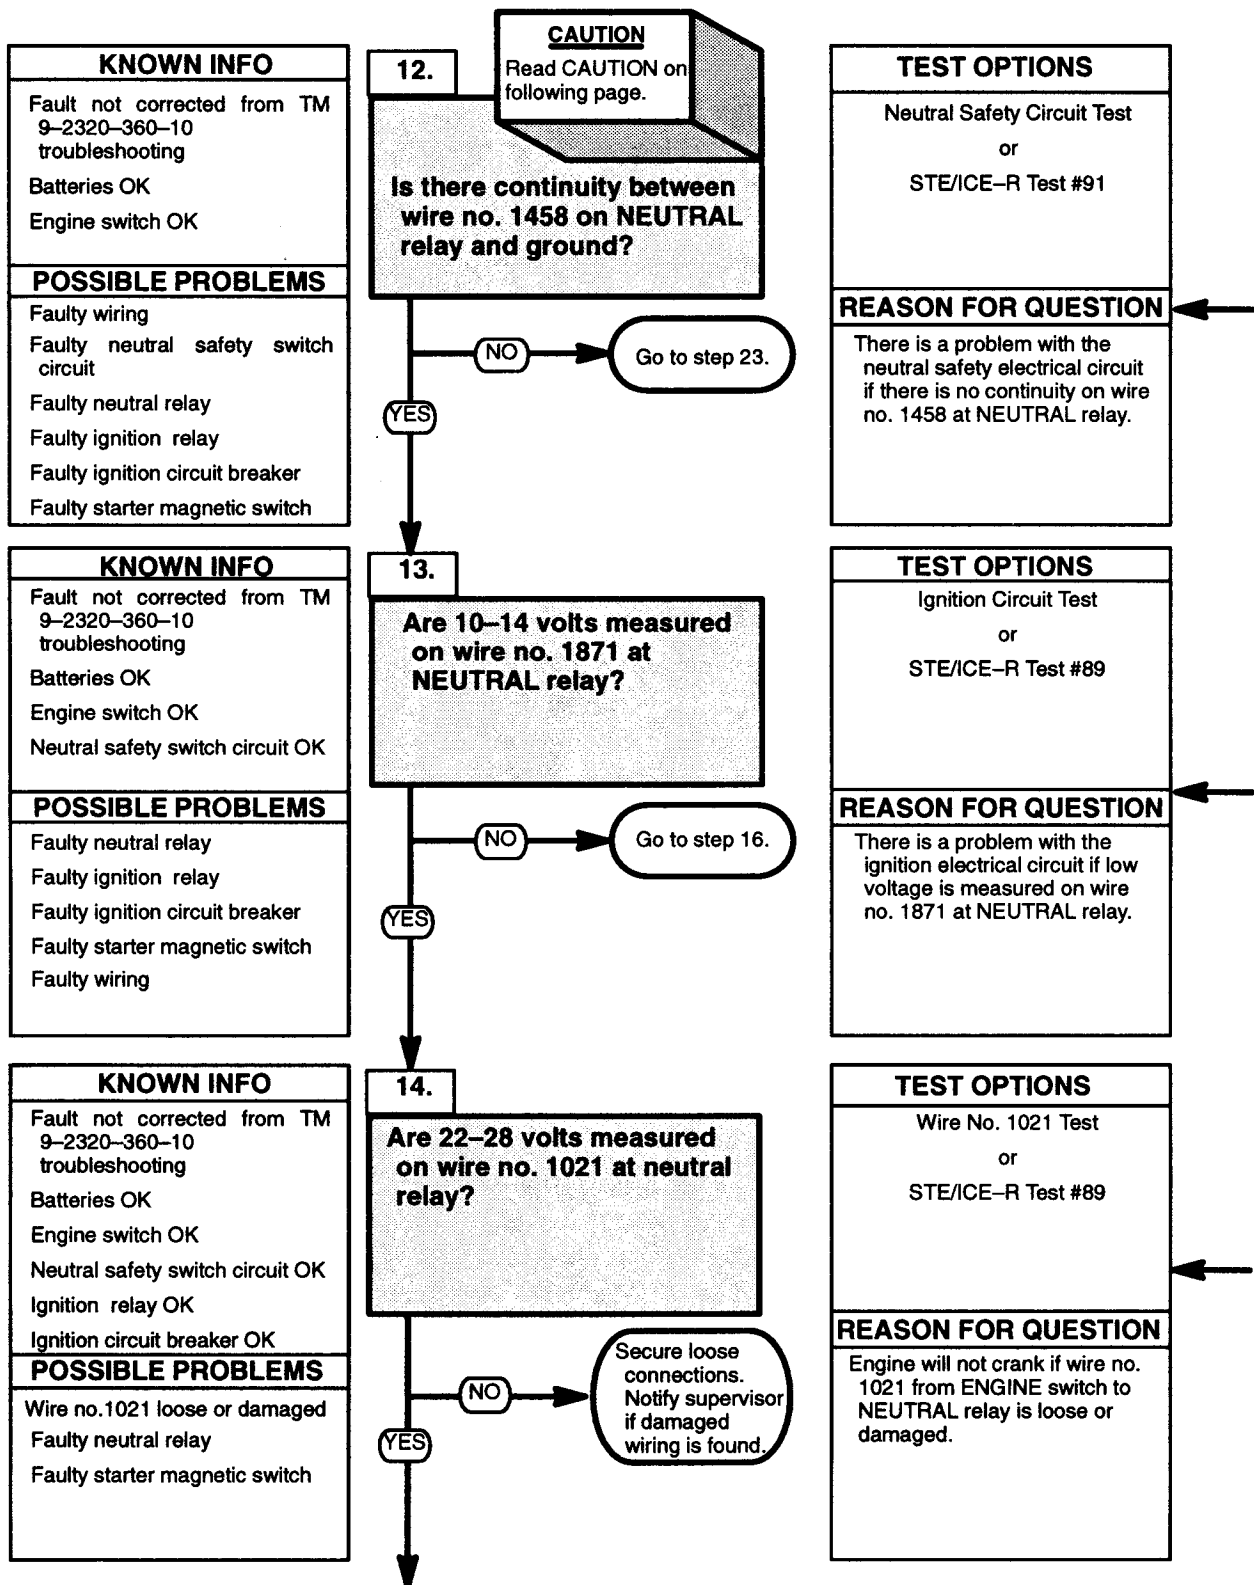 KNOWN INFO
Fault not corrected from TM
9–2320–360–10
troubleshooting
Batteries OK
Engine switch OK
POSSIBLE PROBLEMS
Faulty wiring
Faulty neutral safety switch
circuit
Faulty neutral relay
Faulty ignition relay
Faulty ignition circuit breaker
Faulty starter magnetic switch
12.
CAUTION
Read CAUTION on
following page.
Is there continuity between
wire no. 1458 on NEUTRAL
relay and ground?
NO
Go to step 23.
YES
TEST OPTIONS
Neutral Safety Circuit Test
or
STE/ICE–R Test #91
REASON FOR QUESTION
There is a problem with the
neutral safety electrical circuit
if there is no continuity on wire
no. 1458 at NEUTRAL relay.
KNOWN INFO
Fault not corrected from TM
9–2320–360–10
troubleshooting
Batteries OK
Engine switch OK
Neutral safety switch circuit OK
POSSIBLE PROBLEMS
Faulty neutral relay
Faulty ignition relay
Faulty ignition circuit breaker
Faulty starter magnetic switch
Faulty wiring
13.
Are 10–14 volts measured
on wire no. 1871 at
NEUTRAL relay?
NO
Go to step 16.
YES
TEST OPTIONS
Ignition Circuit Test
or
STE/ICE–R Test #89
REASON FOR QUESTION
There is a problem with the
ignition electrical circuit if low
voltage is measured on wire
no. 1871 at NEUTRAL relay.
KNOWN INFO
Fault not corrected from TM
9–2320–360–10
troubleshooting
Batteries OK
Engine switch OK
Neutral safety switch circuit OK
Ignition relay OK
Ignition circuit breaker OK
POSSIBLE PROBLEMS
Wire no.1021 loose or damaged
Faulty neutral relay
Faulty starter magnetic switch
14.
Are 22–28 volts measured
on wire no. 1021 at neutral
relay?
NO
Secure loose
connections.
Notify supervisor
if damaged
wiring is found.
YES
TEST OPTIONS
Wire No. 1021 Test
or
STE/ICE–R Test #89
REASON FOR QUESTION
Engine will not crank if wire no.
1021 from ENGINE switch to
NEUTRAL relay is loose or
damaged.